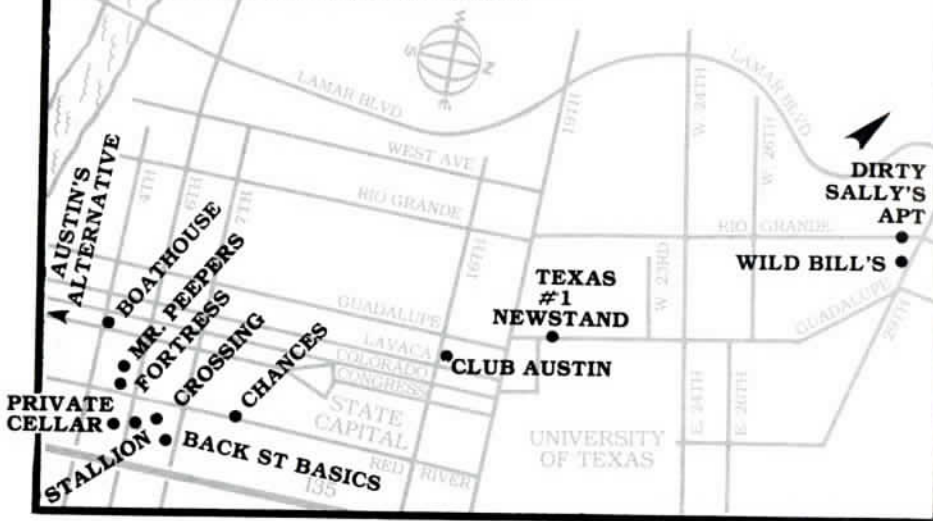 W
S
N
E
LAMAR BLVD
LAMAR BLVD
19TH
W 24TH
W 26TH
WEST AVE
RIO GRANDE
RIO GRANDE
4TH
6TH
7TH
16TH
W 23RD
AUSTIN'S
ALTERNATIVE
BOATHOUSE
MR. PEEPERS
FORTRESS
CROSSING
CHANCES
DIRTY
SALLY'S
APT
WILD BILL'S
TEXAS
#1
NEWSTAND
GUADALUPE
GUADALUPE
29TH
LAVACA
COLORADO
CONGRESS
CLUB AUSTIN
PRIVATE
CELLAR
STALLION
BACK ST BASICS
STATE
CAPITAL
RED RIVER
I35
UNIVERSITY
OF TEXAS
E 24TH
E 26TH